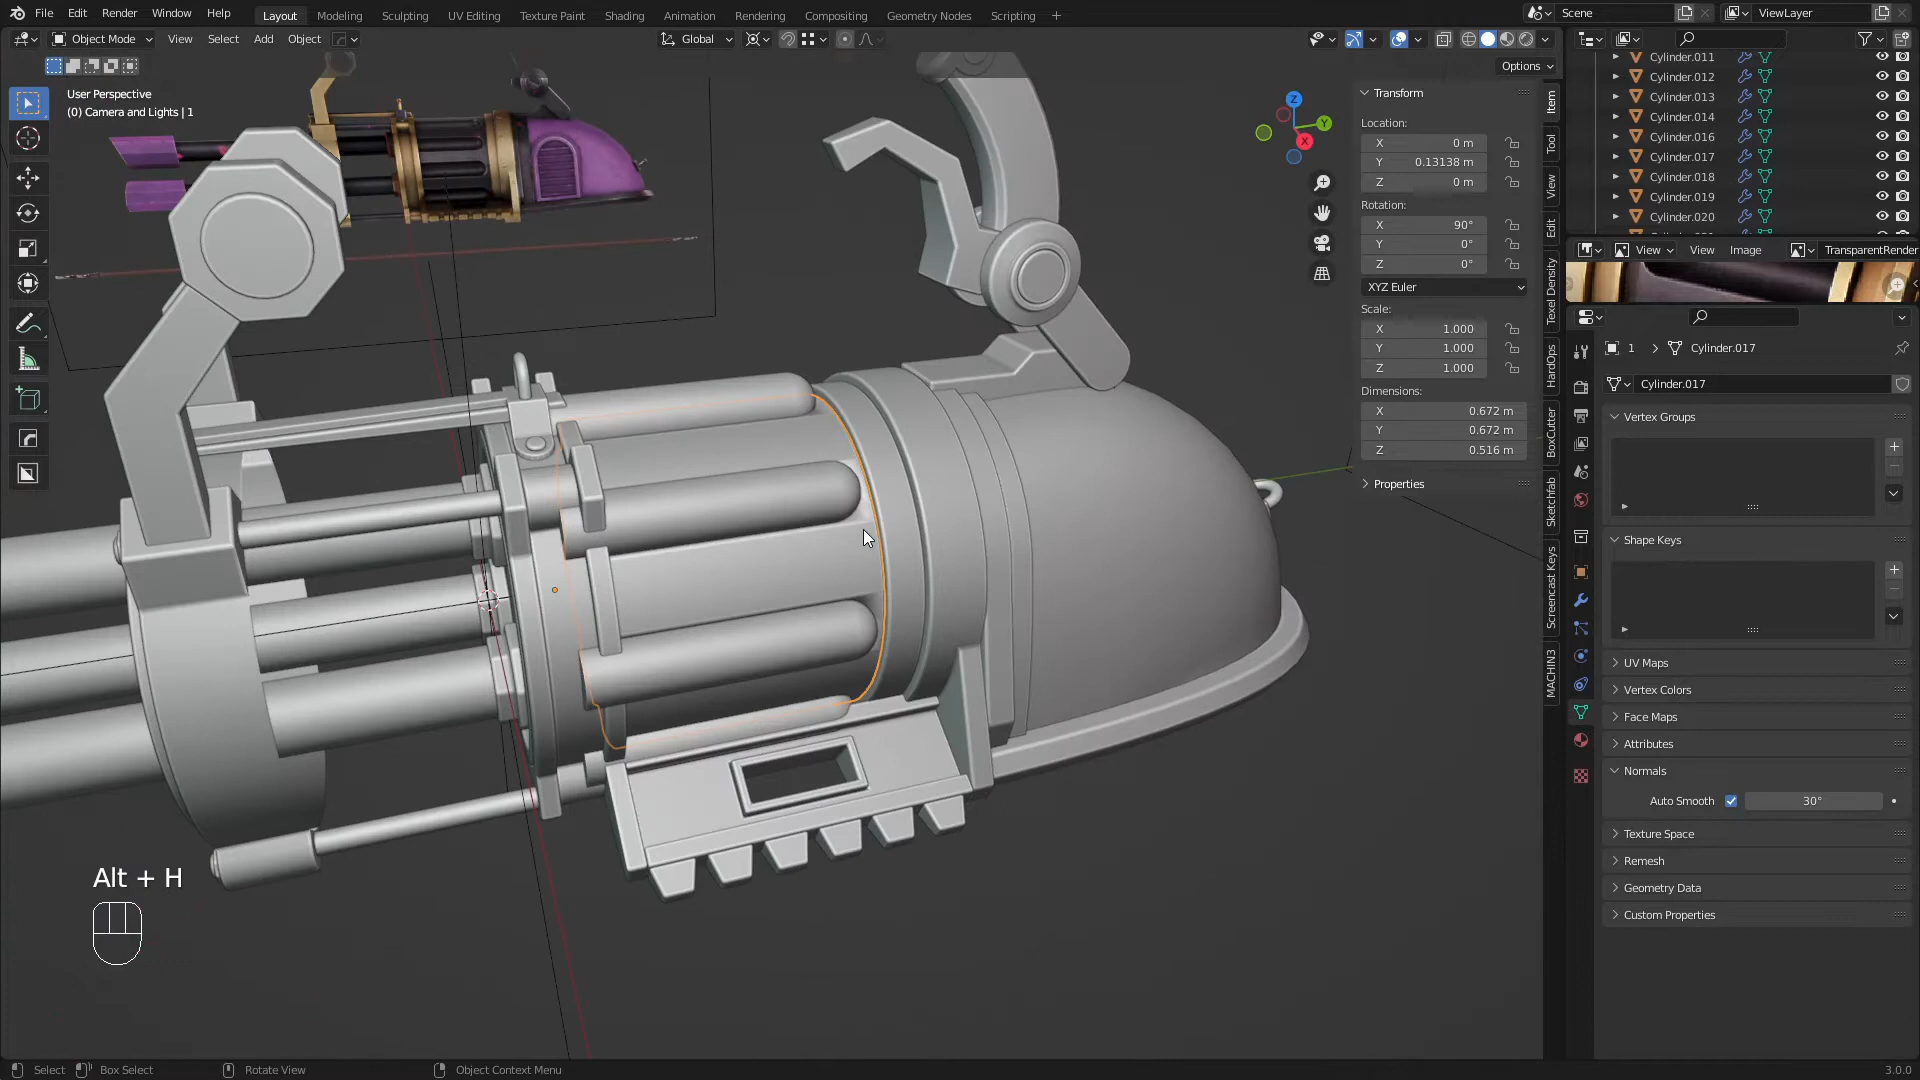 File Edit Render Window Help Layout Modeling Sculpting UV Editing Texture Paint Shading Animation Rendering Compositing Geometry Nodes Scripting + Scene ViewLayer
Object Mode View Select Add Object Global
Options
User Perspective
(0) Camera and Lights | 1
Z
Y
X
Transform
Location:
X 0 m
Y 0.13138 m
Z 0 m
Rotation:
X 90°
Y 0°
Z 0°
XYZ Euler
Scale:
X 1.000
Y 1.000
Z 1.000
Dimensions:
X 0.672 m
Y 0.672 m
Z 0.516 m
Properties
Item
Tool
View
Edit
Texel Density
HardOps
BoxCutter
Sketchfab
Screencast Keys
MACHIN3
Cylinder.011
Cylinder.012
Cylinder.013
Cylinder.014
Cylinder.016
Cylinder.017
Cylinder.018
Cylinder.019
Cylinder.020
View View Image TransparentRender
1 Cylinder.017
Cylinder.017
Vertex Groups
Shape Keys
UV Maps
Vertex Colors
Face Maps
Attributes
Normals
Auto Smooth 30°
Texture Space
Remesh
Geometry Data
Custom Properties
Alt + H
Select Box Select Rotate View Object Context Menu 3.0.0